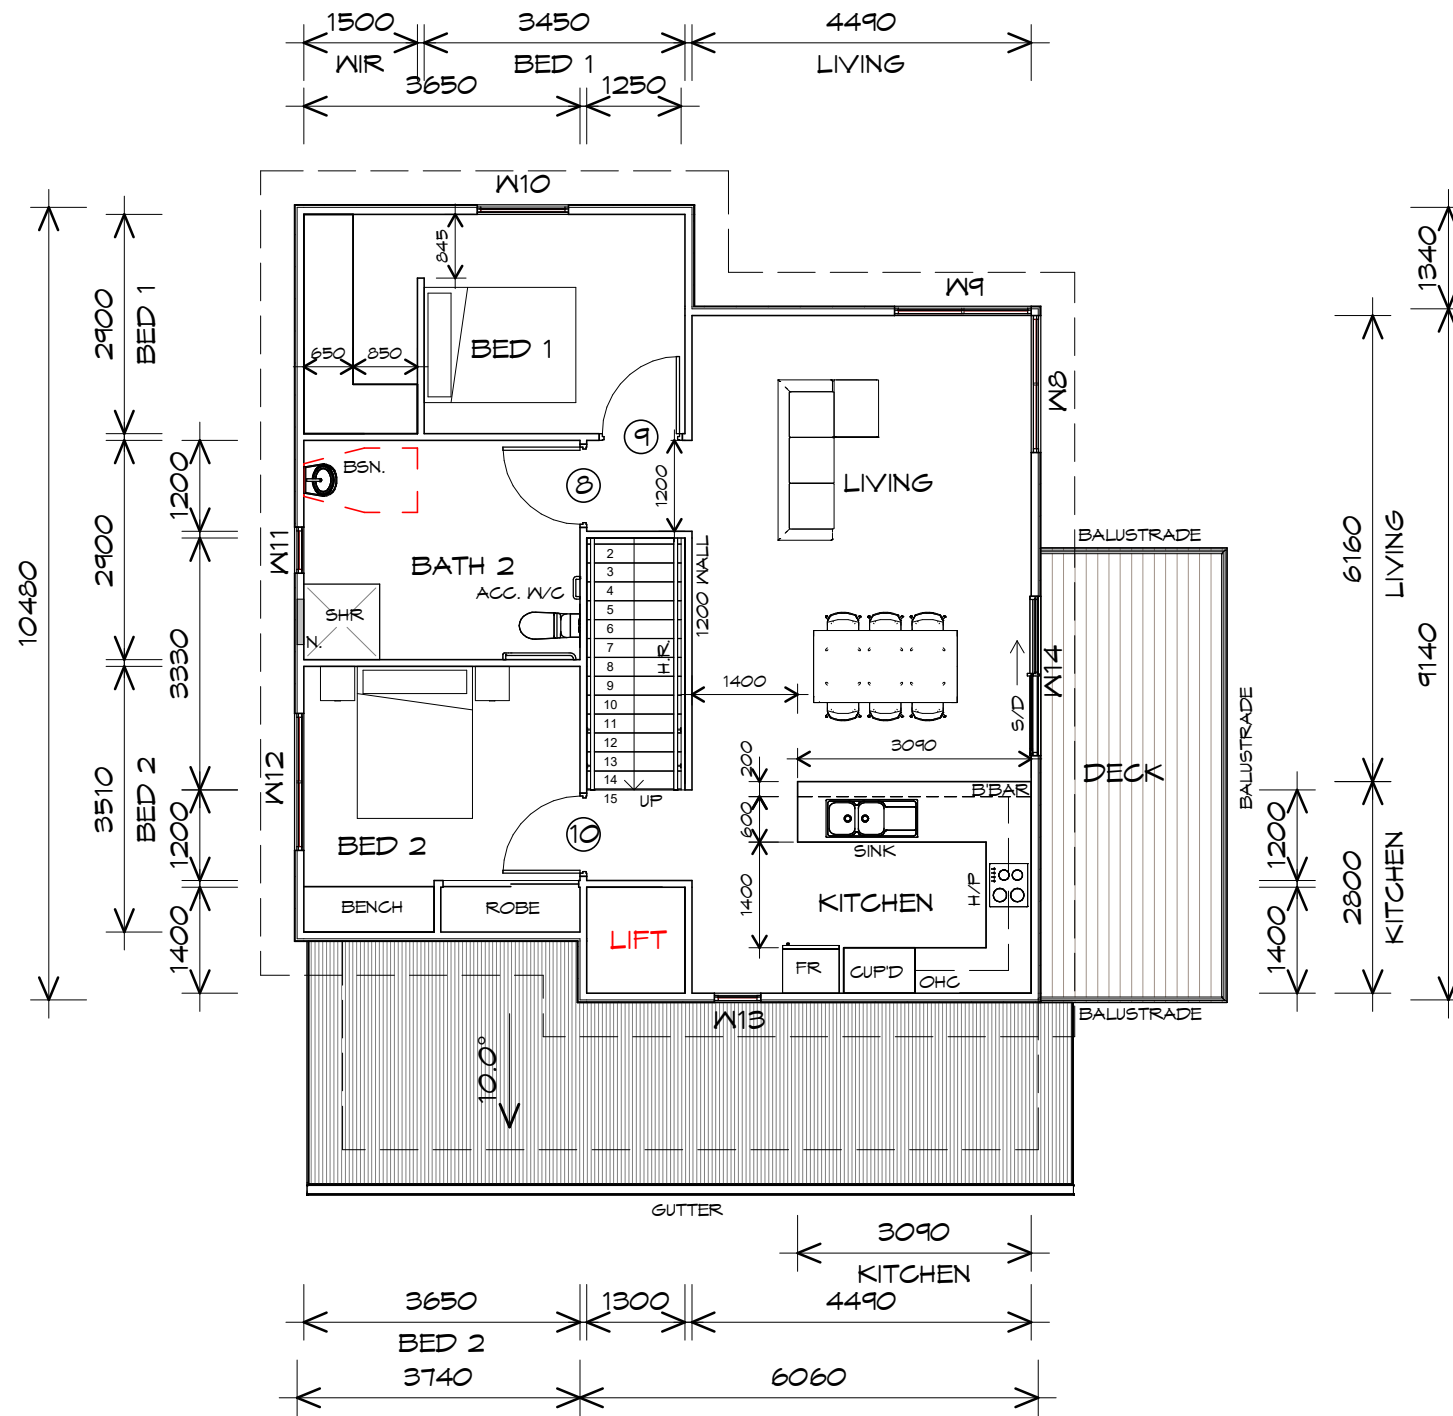 1500
3450
4490
WIR
BED 1
LIVING
3650
1250
W10
W9
W8
845
650
850
BED 1
9
8
1200
BSN.
LIVING
BATH 2
ACC. W/C
SHR
N.
1200 WALL
H.R.
2
3
4
5
6
7
8
9
10
11
12
13
14
15
UP
1400
3090
200
600
1400
S/D
W14
B'BAR
SINK
KITCHEN
H/P
FR
CUP'D
OHC
BED 2
10
BENCH
ROBE
LIFT
W11
W12
W13
BALUSTRADE
BALUSTRADE
BALUSTRADE
DECK
10.0°
GUTTER
10480
2900
BED 1
2900
3510
BED 2
1200
3330
1200
1400
1340
9140
6160
LIVING
2800
KITCHEN
1200
1400
3090
KITCHEN
3650
1300
4490
BED 2
3740
6060